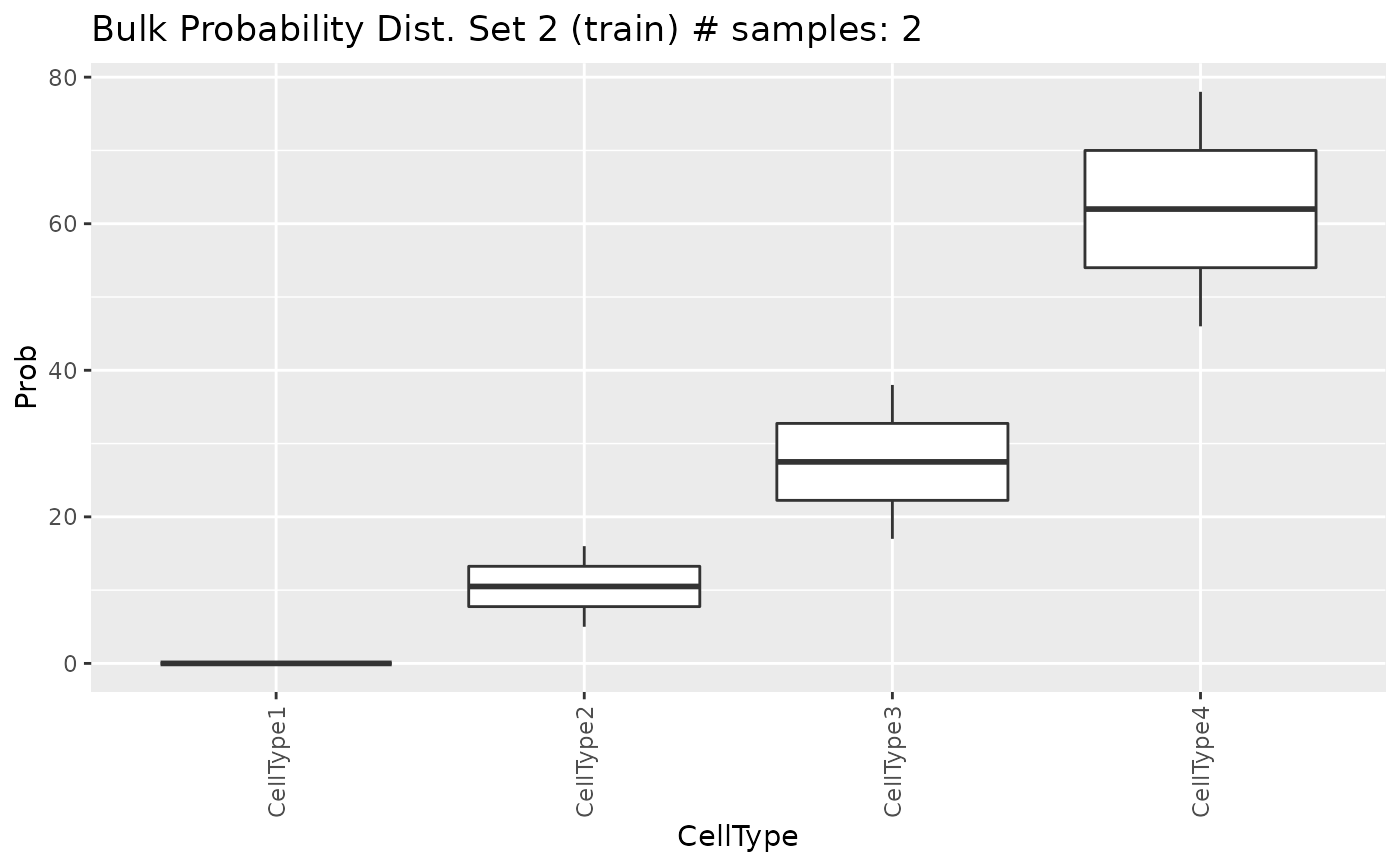 Bulk Probability Dist. Set 2 (train) # samples: 2
80
60
40
20
0
Prob
CellType1
CellType2
CellType3
CellType4
CellType